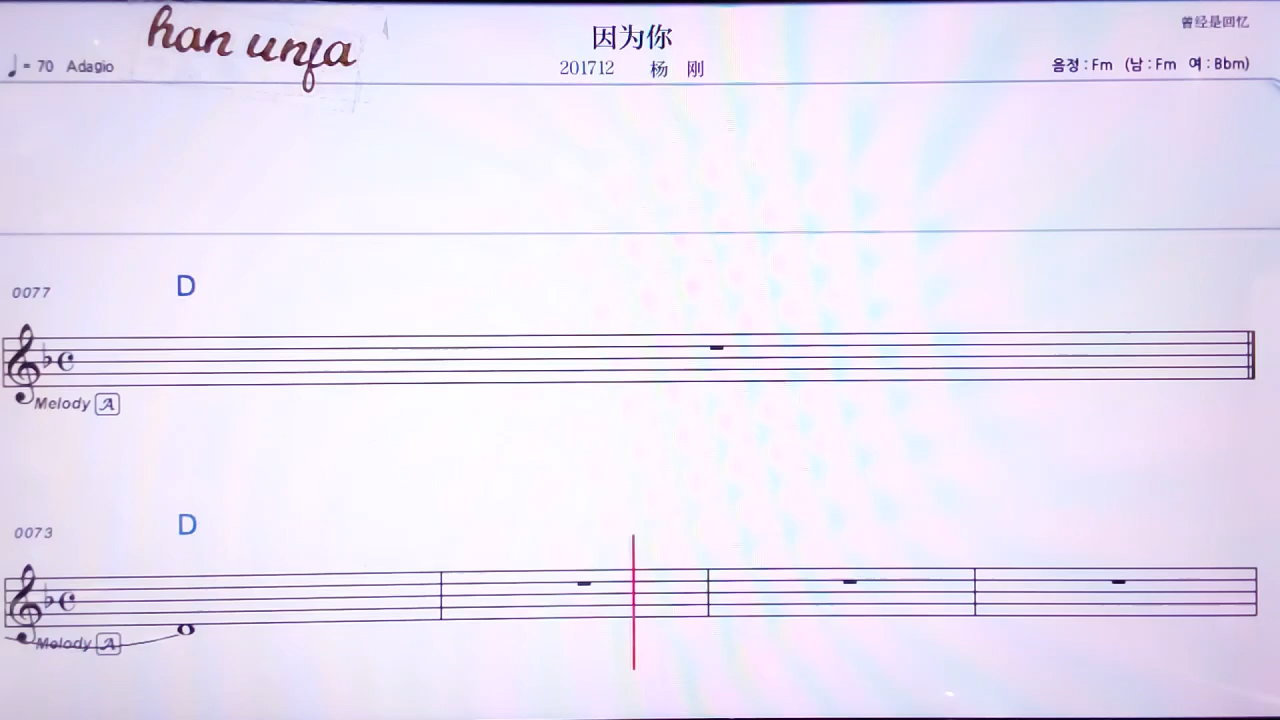 han unfa
因为你
曾经是回忆
♩= 70 Adagio
201712 杨 刚
음정 : Fm (남 : Fm 여 : Bbm)
0077 D
Melody A
0073 D
Melody A